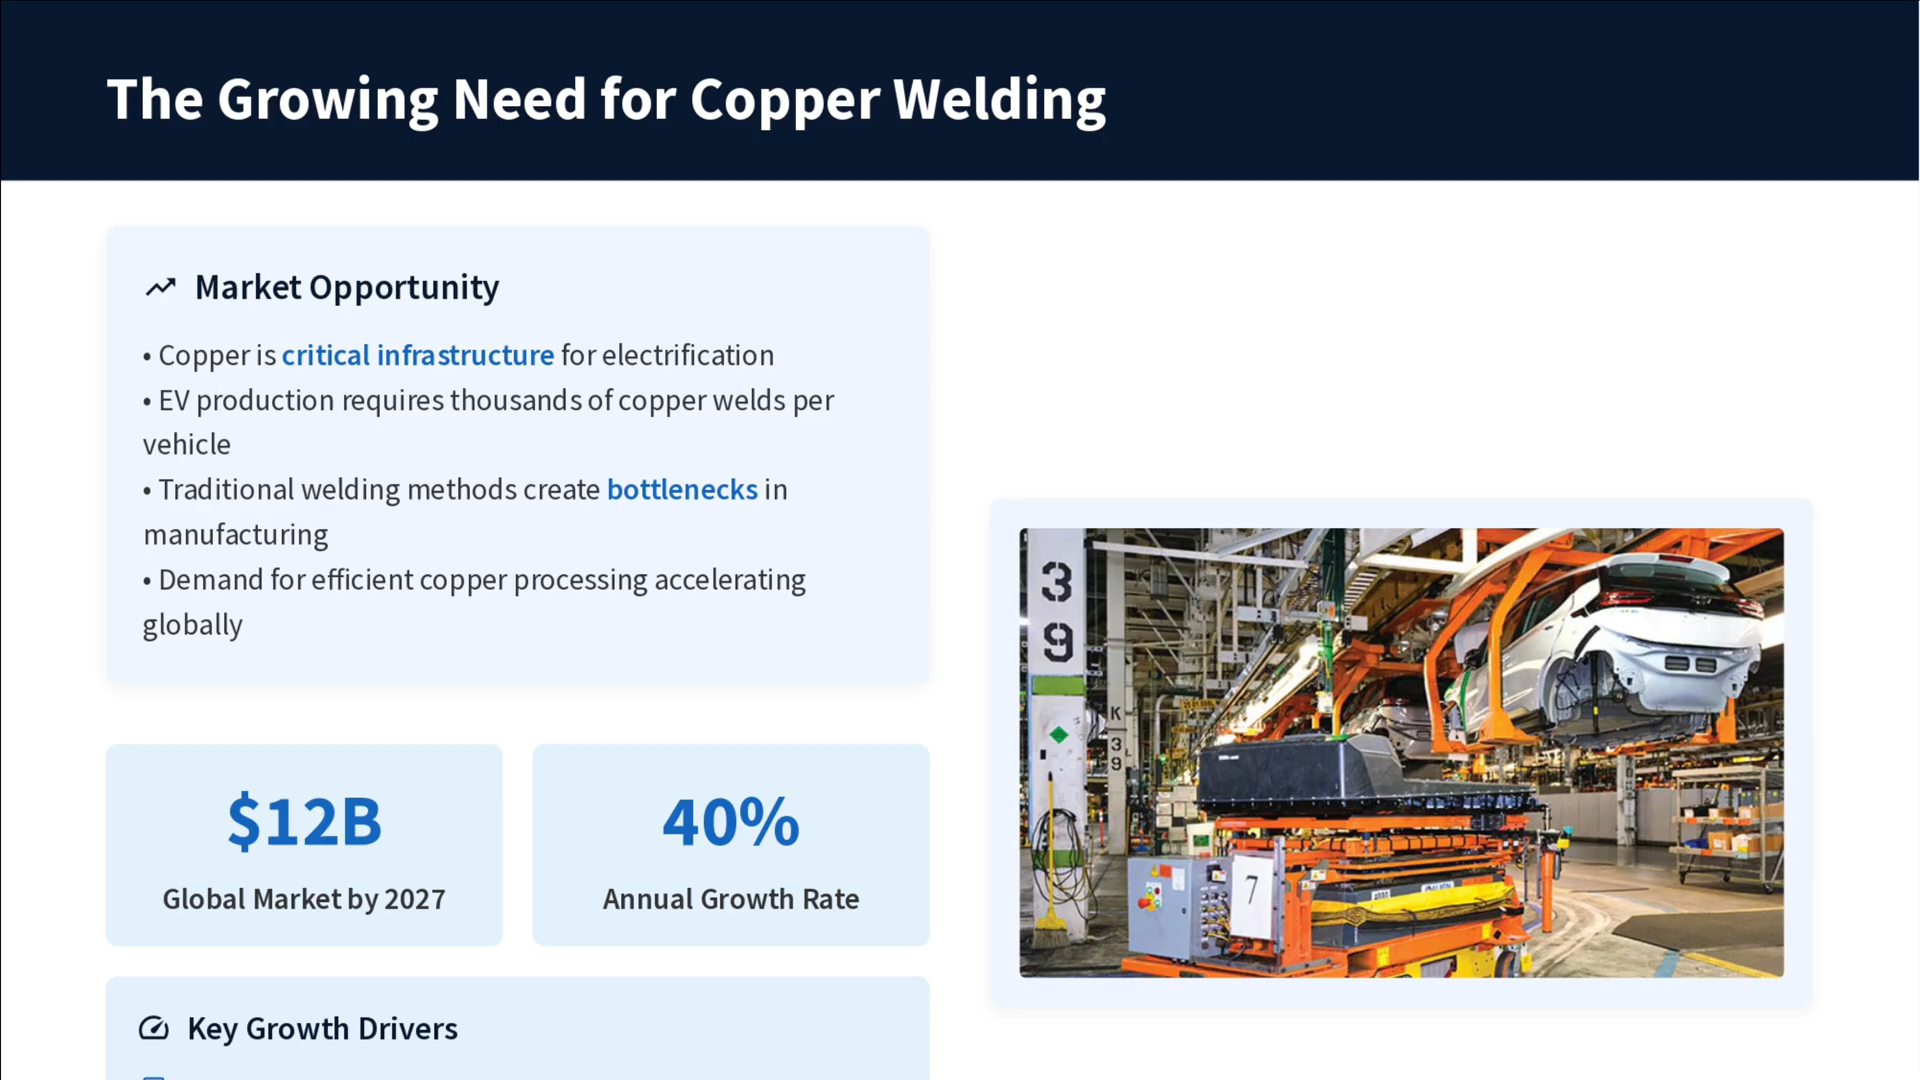 The Growing Need for Copper Welding
Market Opportunity
• Copper is critical infrastructure for electrification
• EV production requires thousands of copper welds per
vehicle
• Traditional welding methods create bottlenecks in
manufacturing
• Demand for efficient copper processing accelerating
globally
$12B
Global Market by 2027
40%
Annual Growth Rate
Key Growth Drivers
3
9
K
3
9
7